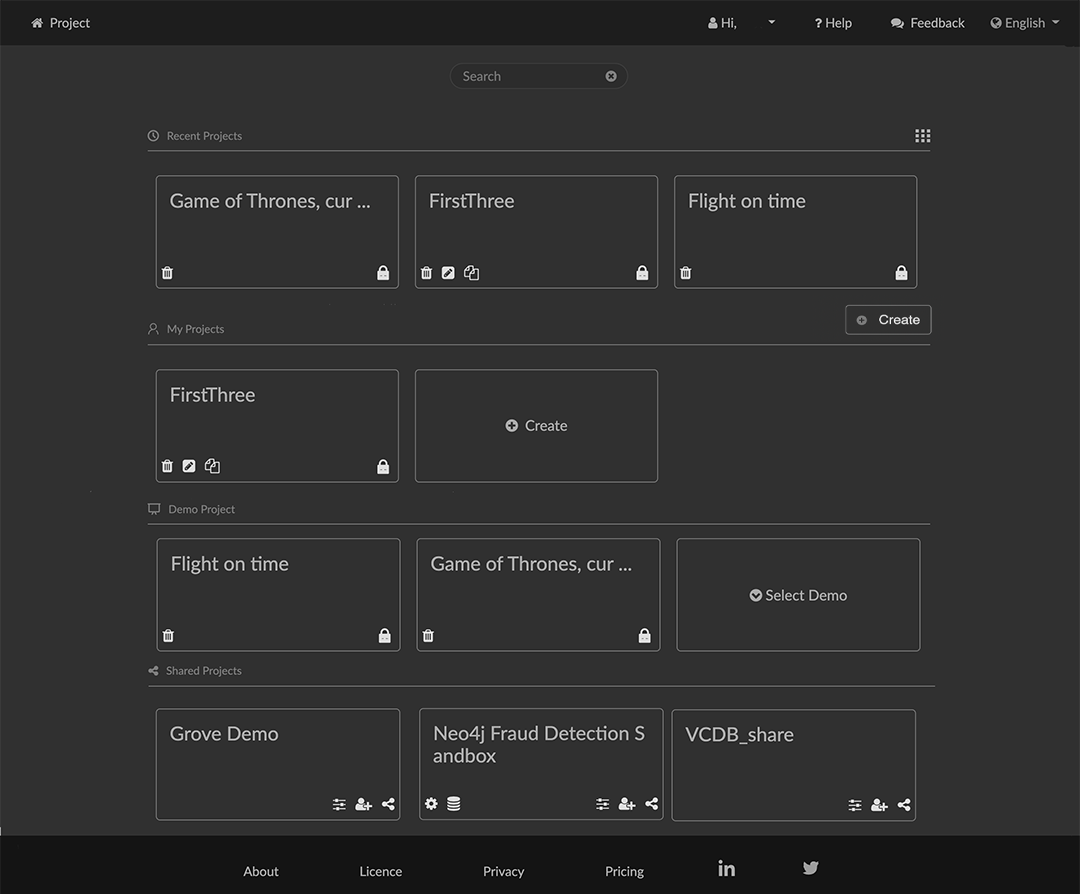 Project
Hi,
? Help
Feedback
English
Search
Recent Projects
Game of Thrones, cur ...
FirstThree
Flight on time
My Projects
Create
FirstThree
Create
Demo Project
Flight on time
Game of Thrones, cur ...
Select Demo
Shared Projects
Grove Demo
Neo4j Fraud Detection S
andbox
VCDB_share
About
Licence
Privacy
Pricing
in